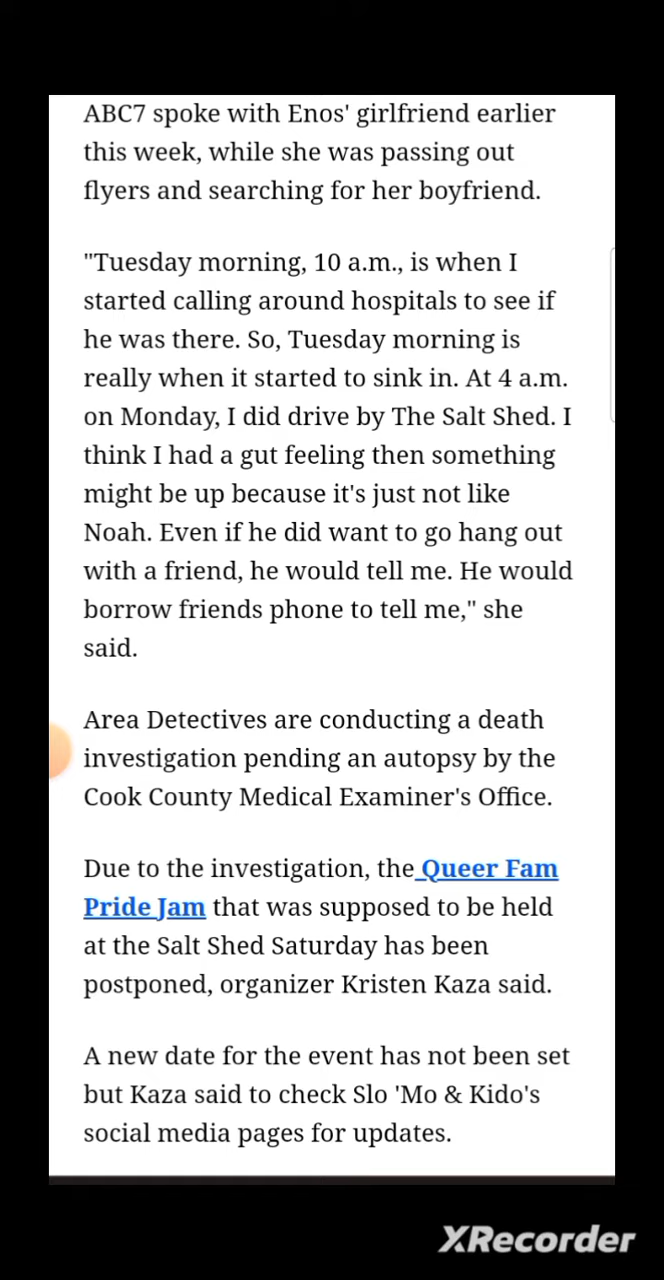 ABC7 spoke with Enos' girlfriend earlier
this week, while she was passing out
flyers and searching for her boyfriend.
"Tuesday morning, 10 a.m., is when I
started calling around hospitals to see if
he was there. So, Tuesday morning is
really when it started to sink in. At 4 a.m.
on Monday, I did drive by The Salt Shed. I
think I had a gut feeling then something
might be up because it's just not like
Noah. Even if he did want to go hang out
with a friend, he would tell me. He would
borrow friends phone to tell me," she
said.
Area Detectives are conducting a death
investigation pending an autopsy by the
Cook County Medical Examiner's Office.
Due to the investigation, the Queer Fam
Pride Jam that was supposed to be held
at the Salt Shed Saturday has been
postponed, organizer Kristen Kaza said.
A new date for the event has not been set
but Kaza said to check Slo 'Mo & Kido's
social media pages for updates.
XRecorder